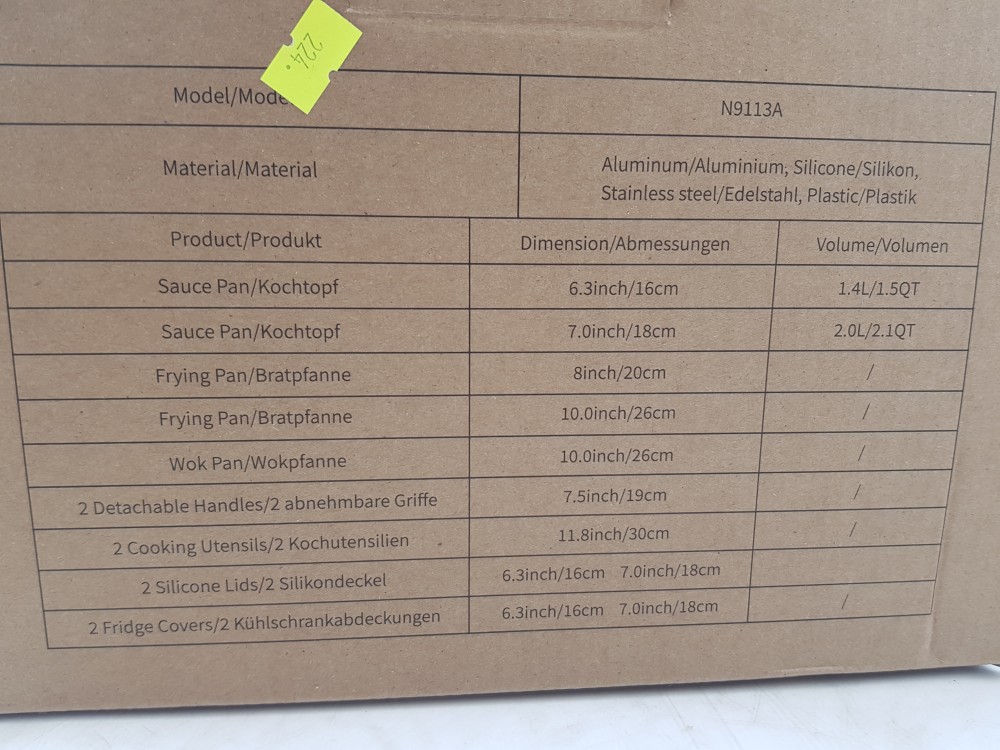 224.
Model/Mode
N9113A
Material/Material
Aluminum/Aluminium, Silicone/Silikon,
Stainless steel/Edelstahl, Plastic/Plastik
Product/Produkt Dimension/Abmessungen Volume/Volumen
Sauce Pan/Kochtopf 6.3inch/16cm 1.4L/1.5QT
Sauce Pan/Kochtopf 7.0inch/18cm 2.0L/2.1QT
Frying Pan/Bratpfanne 8inch/20cm /
Frying Pan/Bratpfanne 10.0inch/26cm /
Wok Pan/Wokpfanne 10.0inch/26cm /
2 Detachable Handles/2 abnehmbare Griffe 7.5inch/19cm /
2 Cooking Utensils/2 Kochutensilien 11.8inch/30cm /
2 Silicone Lids/2 Silikondeckel 6.3inch/16cm 7.0inch/18cm
2 Fridge Covers/2 Kühlschrankabdeckungen 6.3inch/16cm 7.0inch/18cm /